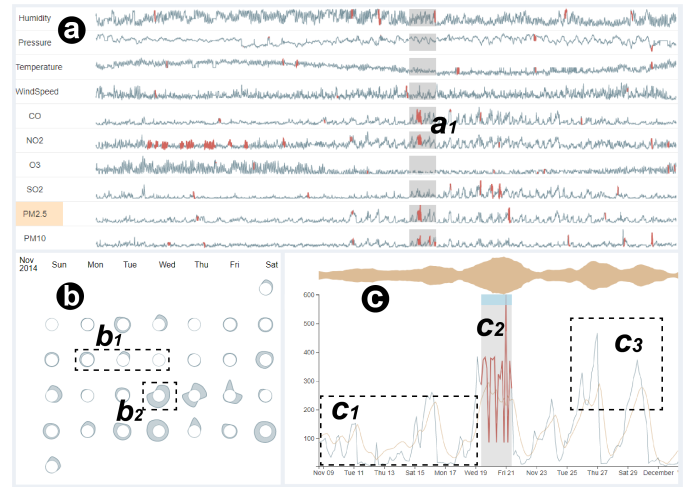 Humidity
a
Pressure
Temperature
WindSpeed
CO
a1
NO2
O3
SO2
PM2.5
PM10
Nov
2014
Sun Mon Tue Wed Thu Fri Sat
b
b1
b2
c
600
500
400
300
200
100
c1
c2
c3
Nov 09 Tue 11 Thu 13 Sat 15 Mon 17 Wed 19 Fri 21 Nov 23 Tue 25 Thu 27 Sat 29 December